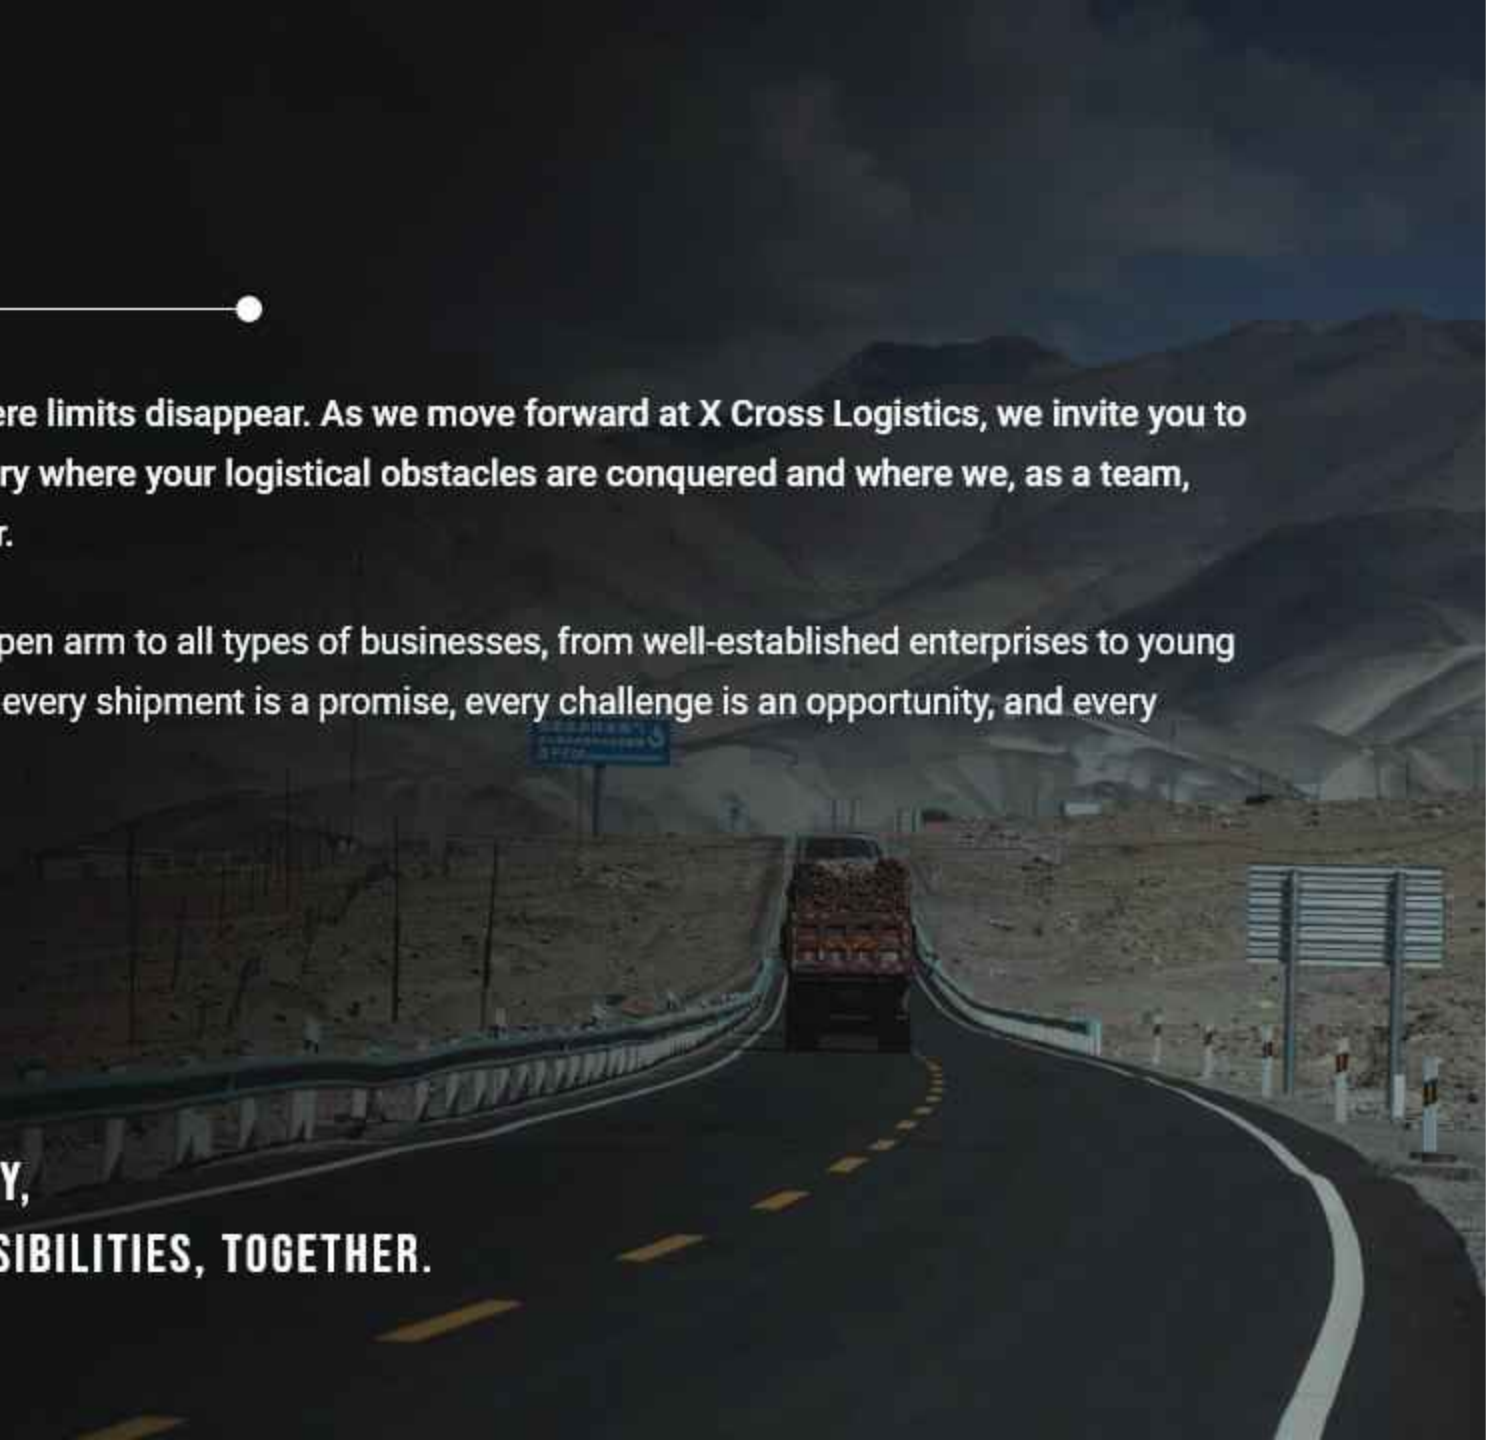 ere limits disappear. As we move forward at X Cross Logistics, we invite you to
ry where your logistical obstacles are conquered and where we, as a team,
r.
pen arm to all types of businesses, from well-established enterprises to young
every shipment is a promise, every challenge is an opportunity, and every
Y,
SIBILITIES, TOGETHER.